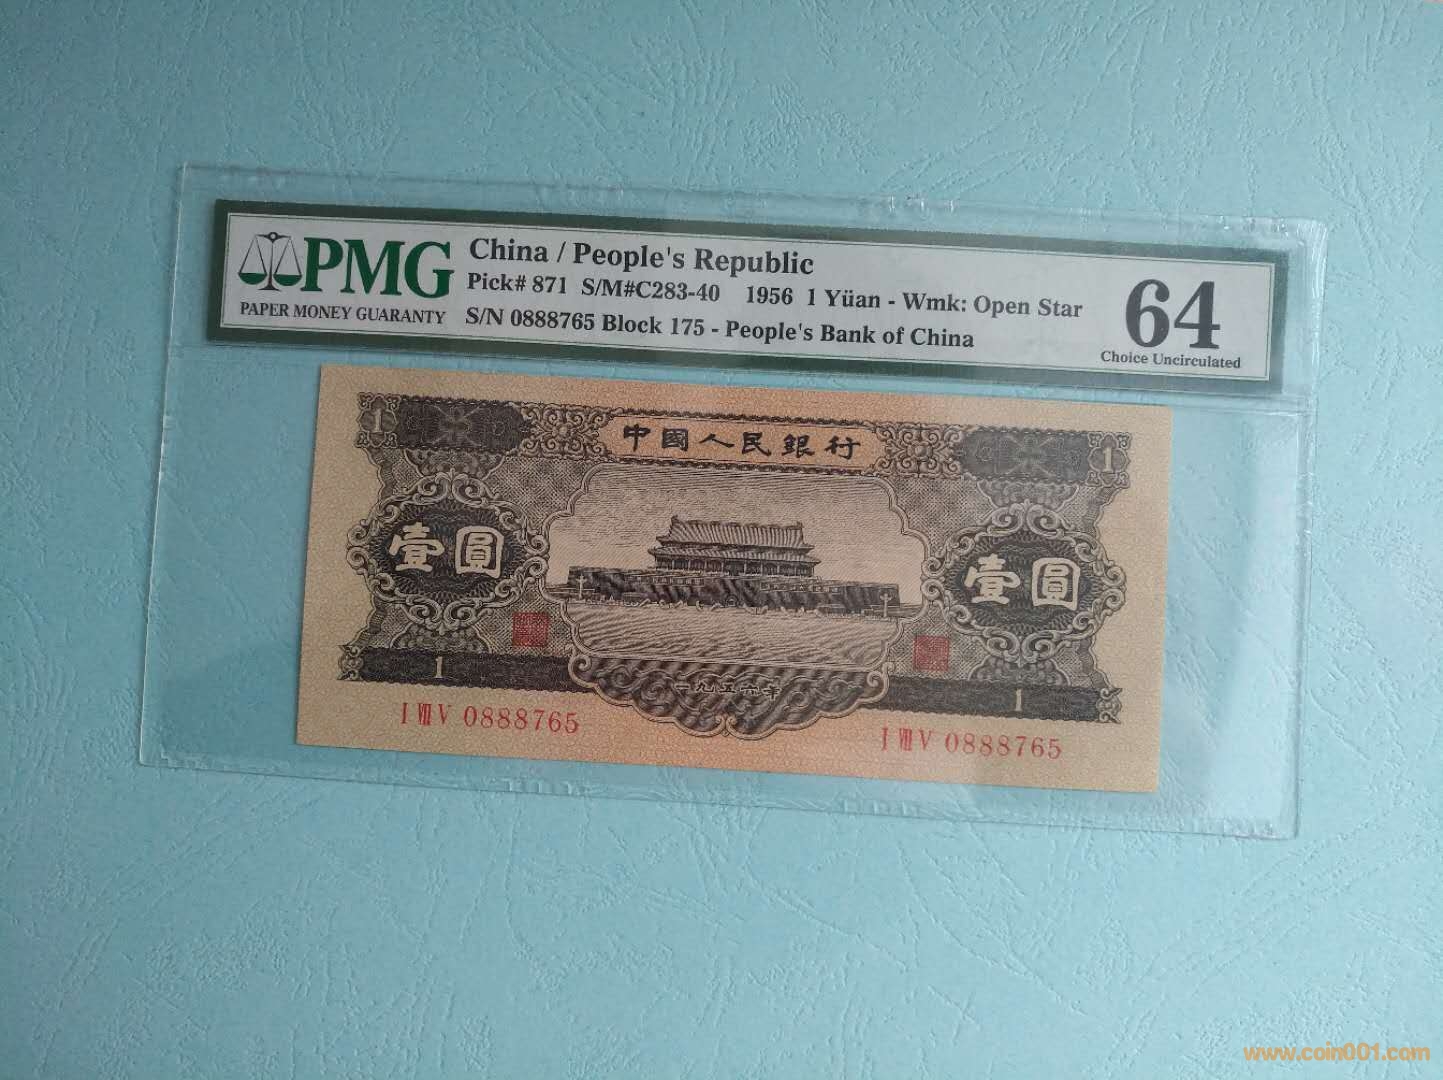 PMG
PAPER MONEY GUARANTY
China / People's Republic
Pick# 871 S/M#C283-40 1956 1 Yüan - Wmk: Open Star
S/N 0888765 Block 175 - People's Bank of China
64
Choice Uncirculated
1
中國人民銀行
1
壹圓
壹圓
1
一九五六年
1
I VII V 0888765
I VII V 0888765
www.coin001.com